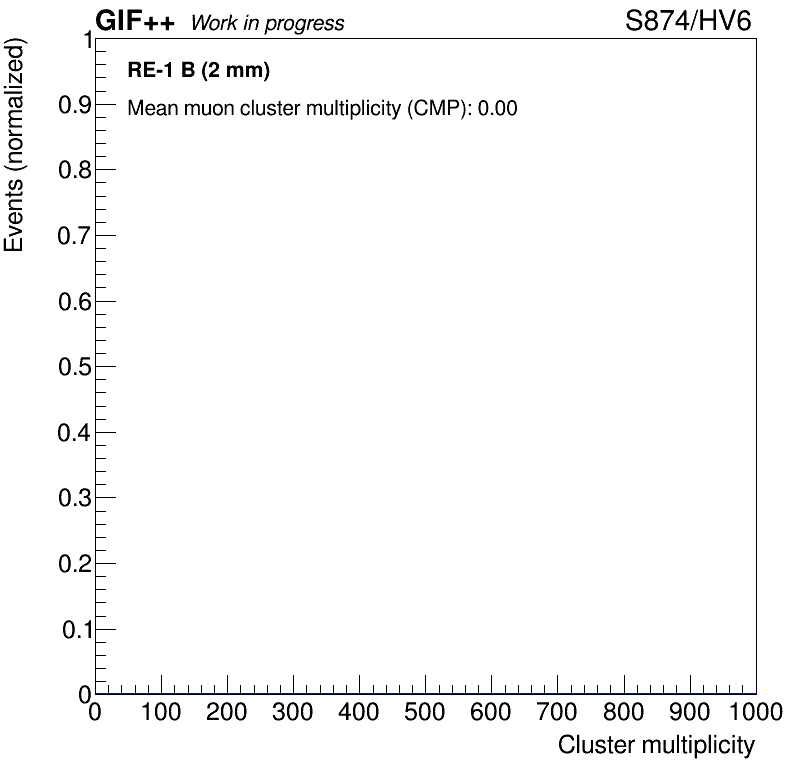 GIF++ Work in progress S874/HV6
RE-1 B (2 mm)
Mean muon cluster multiplicity (CMP): 0.00
Events (normalized)
1
0.9
0.8
0.7
0.6
0.5
0.4
0.3
0.2
0.1
0
0 100 200 300 400 500 600 700 800 900 1000
Cluster multiplicity